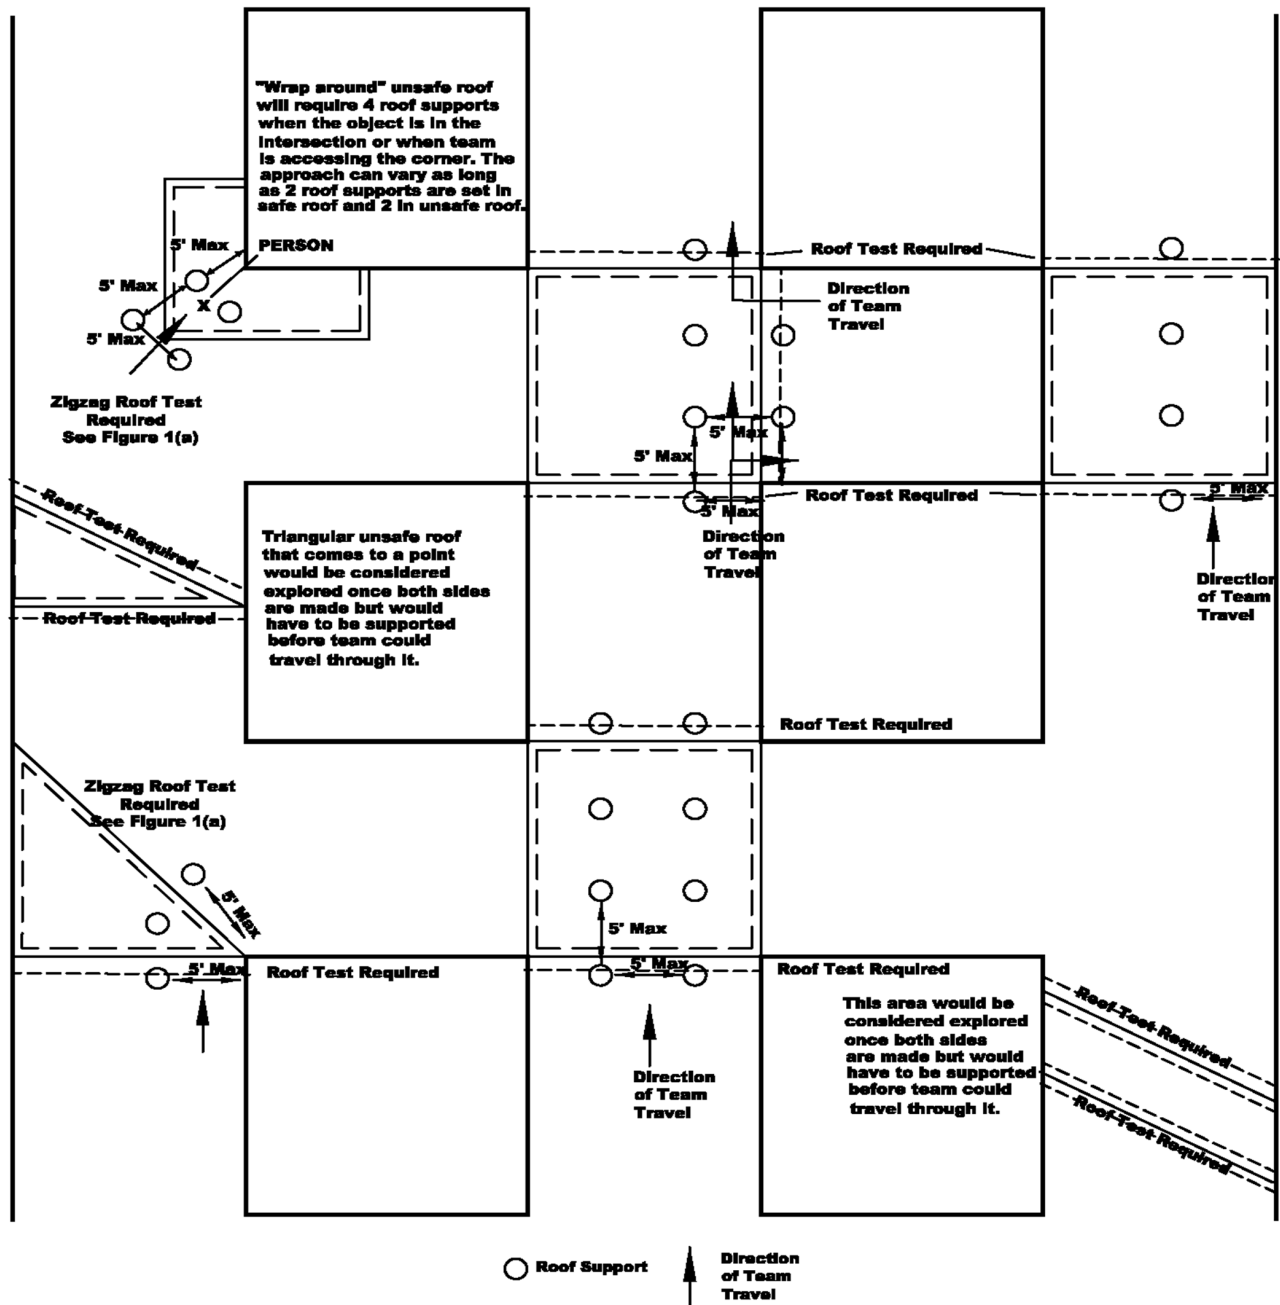 "Wrap around" unsafe roof
will require 4 roof supports
when the object is in the
intersection or when team
is accessing the corner. The
approach can vary as long
as 2 roof supports are set in
safe roof and 2 in unsafe roof.
PERSON
5' Max
5' Max
5' Max
X
Zigzag Roof Test
Required
See Figure 1(a)
Roof Test Required
Direction
of Team
Travel
5' Max
5' Max
Roof Test Required
5' Max
Direction
of Team
Travel
5' Max
Direction
of Team
Travel
Roof Test Required
Roof Test Required
Triangular unsafe roof
that comes to a point
would be considered
explored once both sides
are made but would
have to be supported
before team could
travel through it.
Roof Test Required
Zigzag Roof Test
Required
See Figure 1(a)
5' Max
5' Max
Roof Test Required
5' Max
5' Max
Roof Test Required
Direction
of Team
Travel
This area would be
considered explored
once both sides
are made but would
have to be supported
before team could
travel through it.
Roof Test Required
Roof Test Required
Roof Support
Direction
of Team
Travel